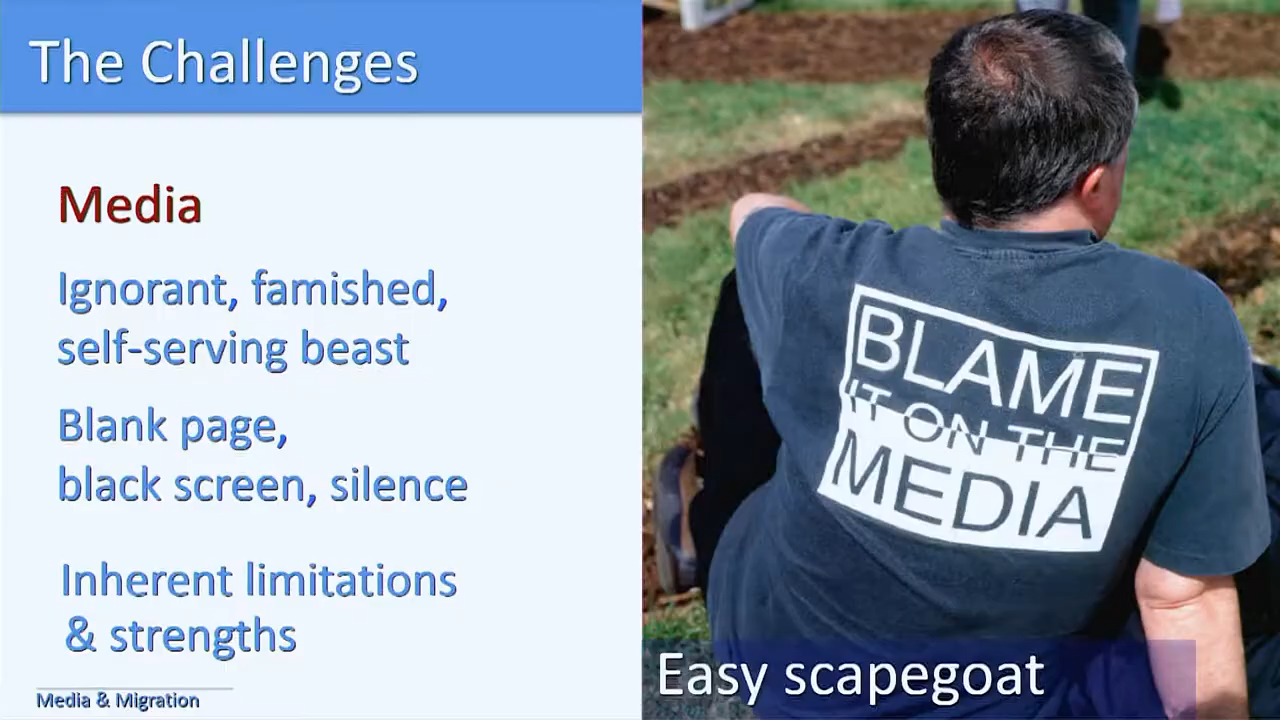 The Challenges
Media
Ignorant, famished,
self-serving beast
Blank page,
black screen, silence
Inherent limitations
& strengths
Media & Migration
BLAME
IT ON THE
MEDIA
Easy scapegoat